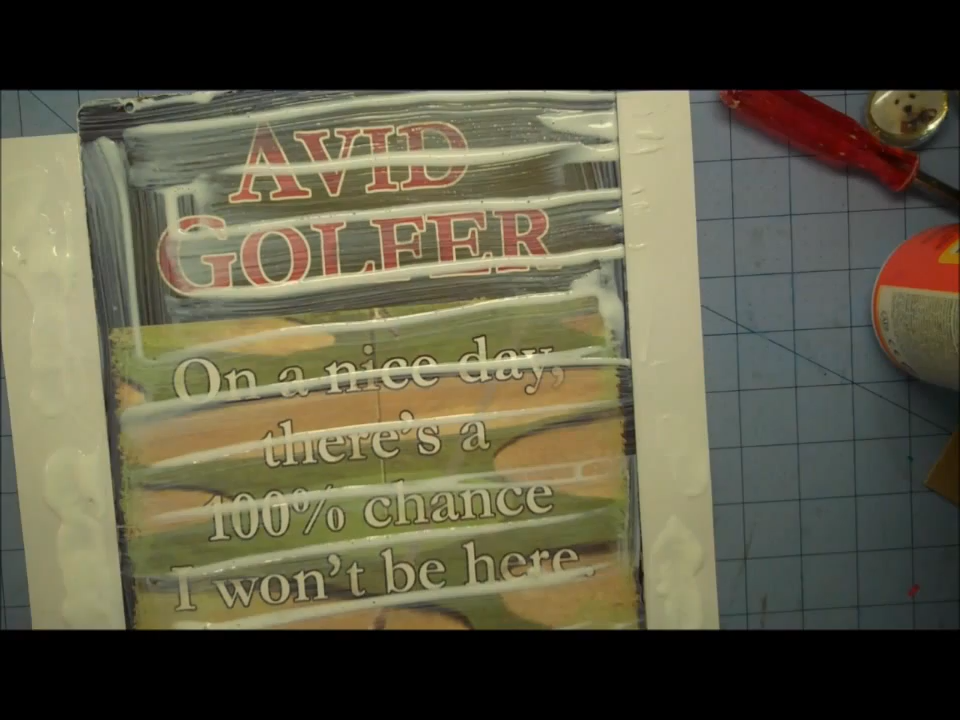 AVID
GOLFER
On a nice day,
there's a
100% chance
I won't be here.